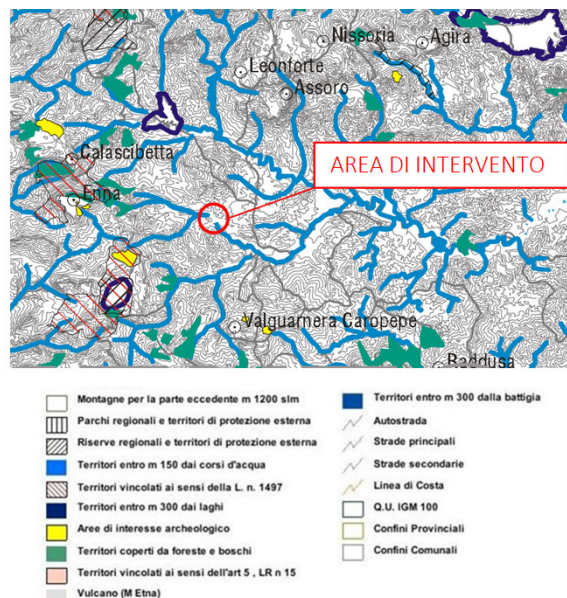 Nissoria
Agira
Leonforte
Assoro
AREA DI INTERVENTO
Calascibetta
Enna
Valguarnera Caropepe
Raddusa
Montagne per la parte eccedente m 1200 slm
Parchi regionali e territori di protezione esterna
Riserve regionali e territori di protezione esterna
Territori entro m 150 dai corsi d'acqua
Territori vincolati ai sensi della L. n. 1497
Territori entro m 300 dai laghi
Aree di interesse archeologico
Territori coperti da foreste e boschi
Territori vincolati ai sensi dell'art 5 , LR n 15
Vulcano (M Etna)
Territori entro m 300 dalla battigia
Autostrada
Strade principali
Strade secondarie
Linea di Costa
Q.U. IGM 100
Confini Provinciali
Confini Comunali